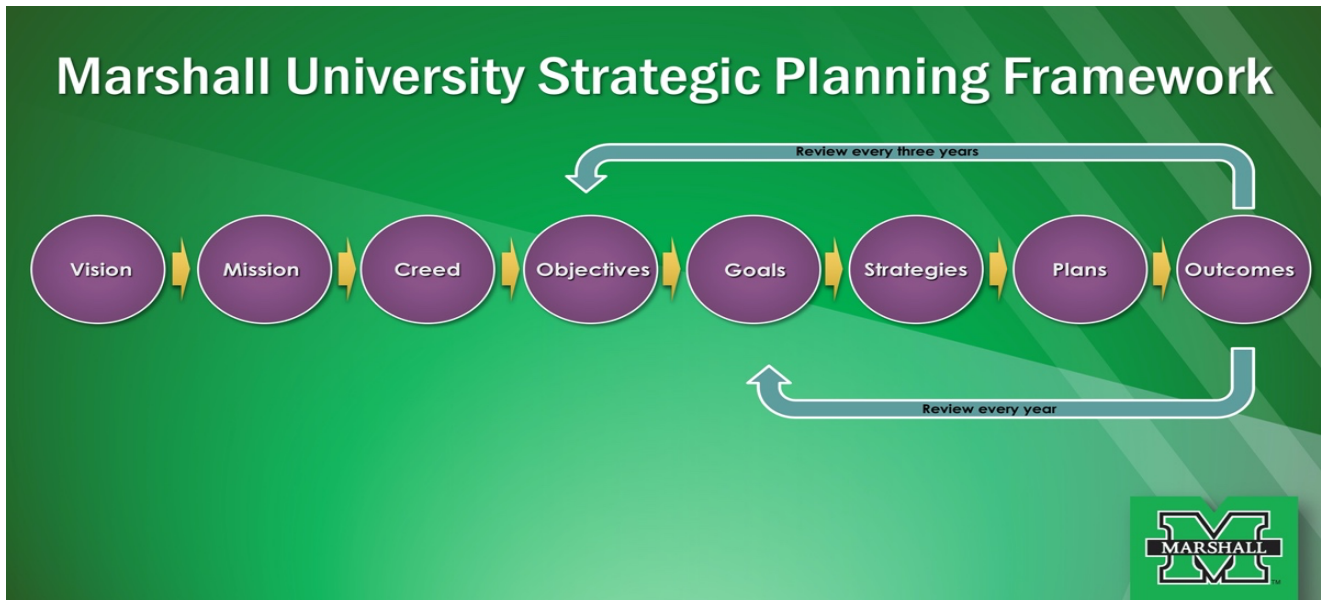 Marshall University Strategic Planning Framework
Review every three years
Vision
Mission
Creed
Objectives
Goals
Strategies
Plans
Outcomes
Review every year
MARSHALL
TM